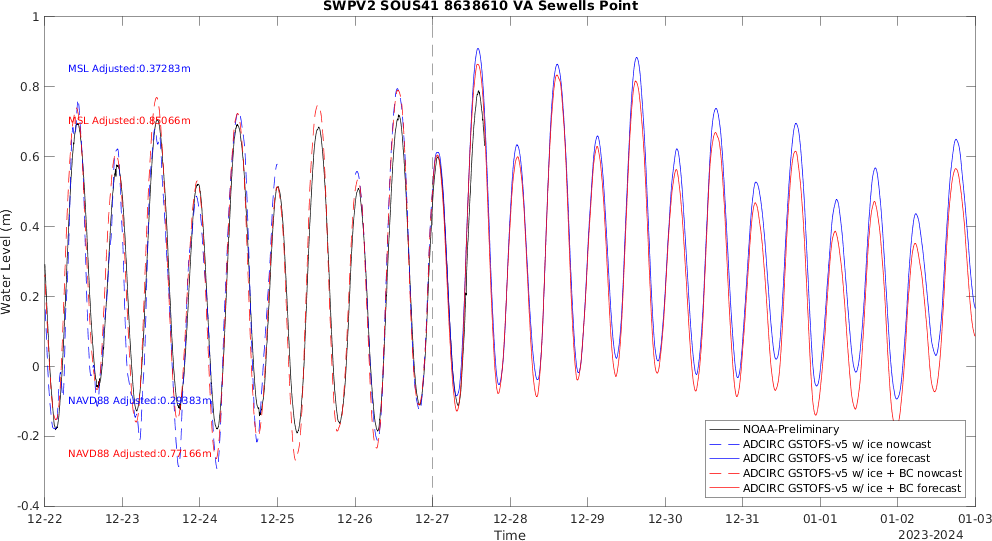 SWPV2 SOUS41 8638610 VA Sewells Point
MSL Adjusted:0.37283m
MSL Adjusted:0.85066m
NAVD88 Adjusted:0.29383m
NAVD88 Adjusted:0.77166m
Water Level (m)
1
0.8
0.6
0.4
0.2
0
-0.2
-0.4
NOAA-Preliminary
ADCIRC GSTOFS-v5 w/ ice nowcast
ADCIRC GSTOFS-v5 w/ ice forecast
ADCIRC GSTOFS-v5 w/ ice + BC nowcast
ADCIRC GSTOFS-v5 w/ ice + BC forecast
12-22 12-23 12-24 12-25 12-26 12-27 12-28 12-29 12-30 12-31 01-01 01-02 01-03
Time
2023-2024